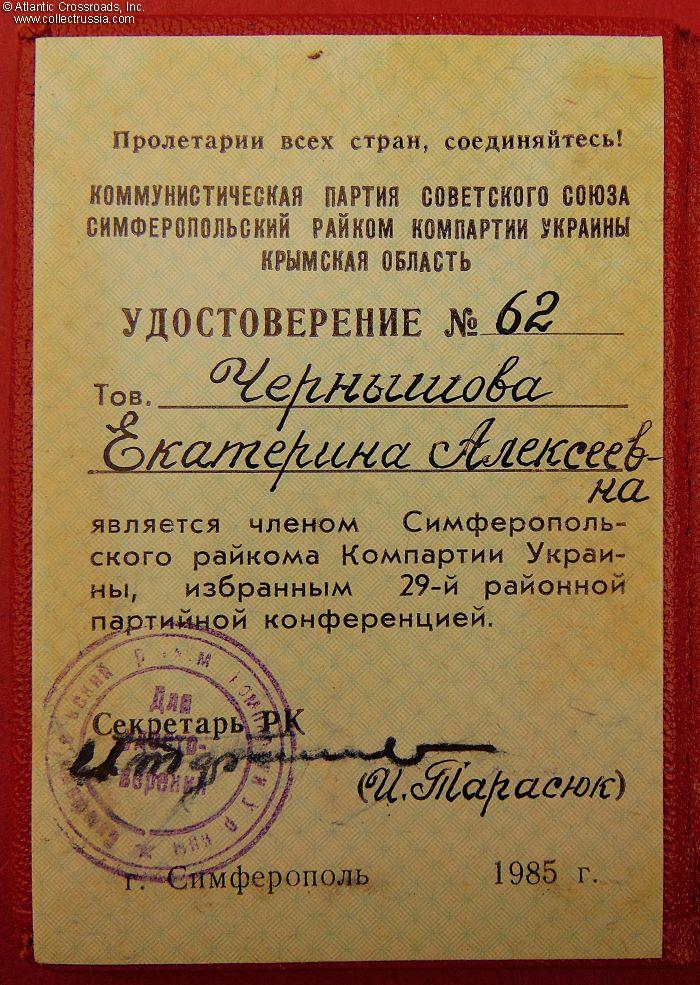 © Atlantic Crossroads, Inc.
www.collectrussia.com
Пролетарии всех стран, соединяйтесь!
КОММУНИСТИЧЕСКАЯ ПАРТИЯ СОВЕТСКОГО СОЮЗА
СИМФЕРОПОЛЬСКИЙ РАЙКОМ КОМПАРТИИ УКРАИНЫ
КРЫМСКАЯ ОБЛАСТЬ
УДОСТОВЕРЕНИЕ № 62
Тов. Чернышова
Екатерина Алексеев-
на
является членом Симферополь-
ского райкома Компартии Украи-
ны, избранным 29-й районной
партийной конференцией.
Для
Секретарь РК
(И. Тарасюк)
г. Симферополь 1985 г.